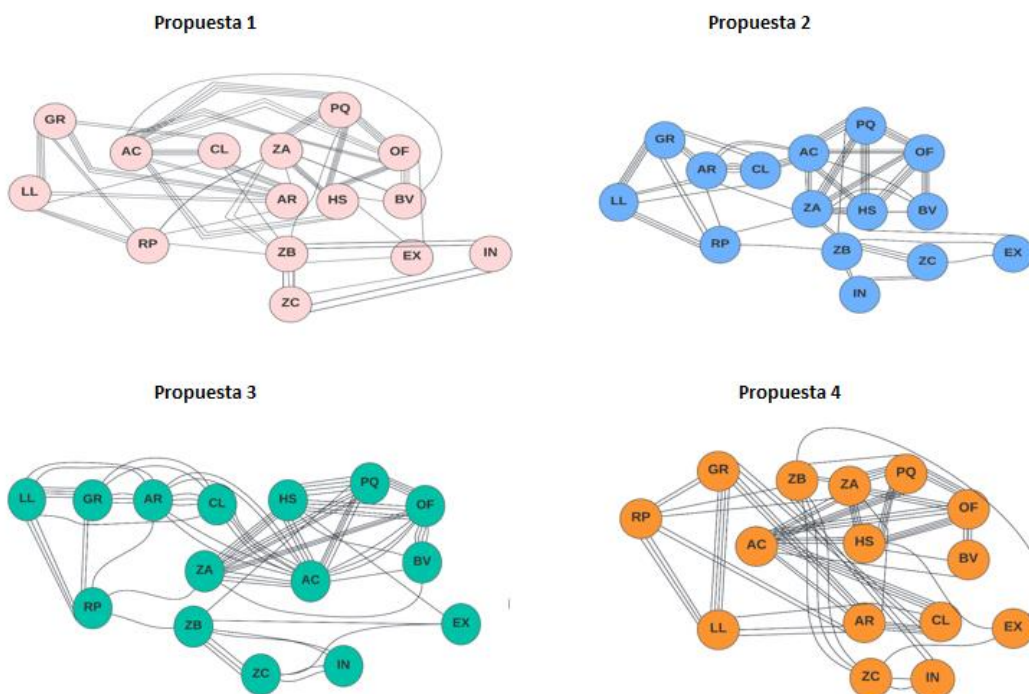 Propuesta 1
PQ
GR
AC
CL
ZA
OF
LL
AR
HS
BV
RP
ZB
EX
IN
ZC
Propuesta 2
PQ
GR
AC
OF
AR
CL
LL
ZA
HS
BV
RP
ZB
ZC
EX
IN
Propuesta 3
LL
GR
AR
CL
HS
PQ
OF
ZA
AC
BV
RP
ZB
EX
ZC
IN
Propuesta 4
GR
ZB
ZA
PQ
RP
OF
AC
HS
BV
LL
AR
CL
EX
ZC
IN